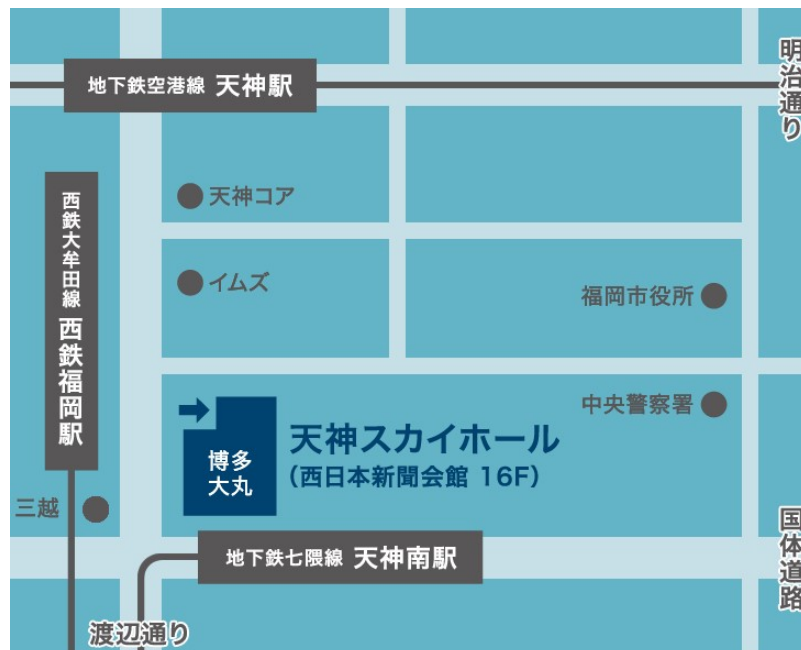 明治通り
地下鉄空港線 天神駅
天神コア
西鉄大牟田線 西鉄福岡駅
イムズ
福岡市役所
中央警察署
天神スカイホール
(西日本新聞会館 16F)
博多
大丸
三越
国体道路
地下鉄七隈線 天神南駅
渡辺通り